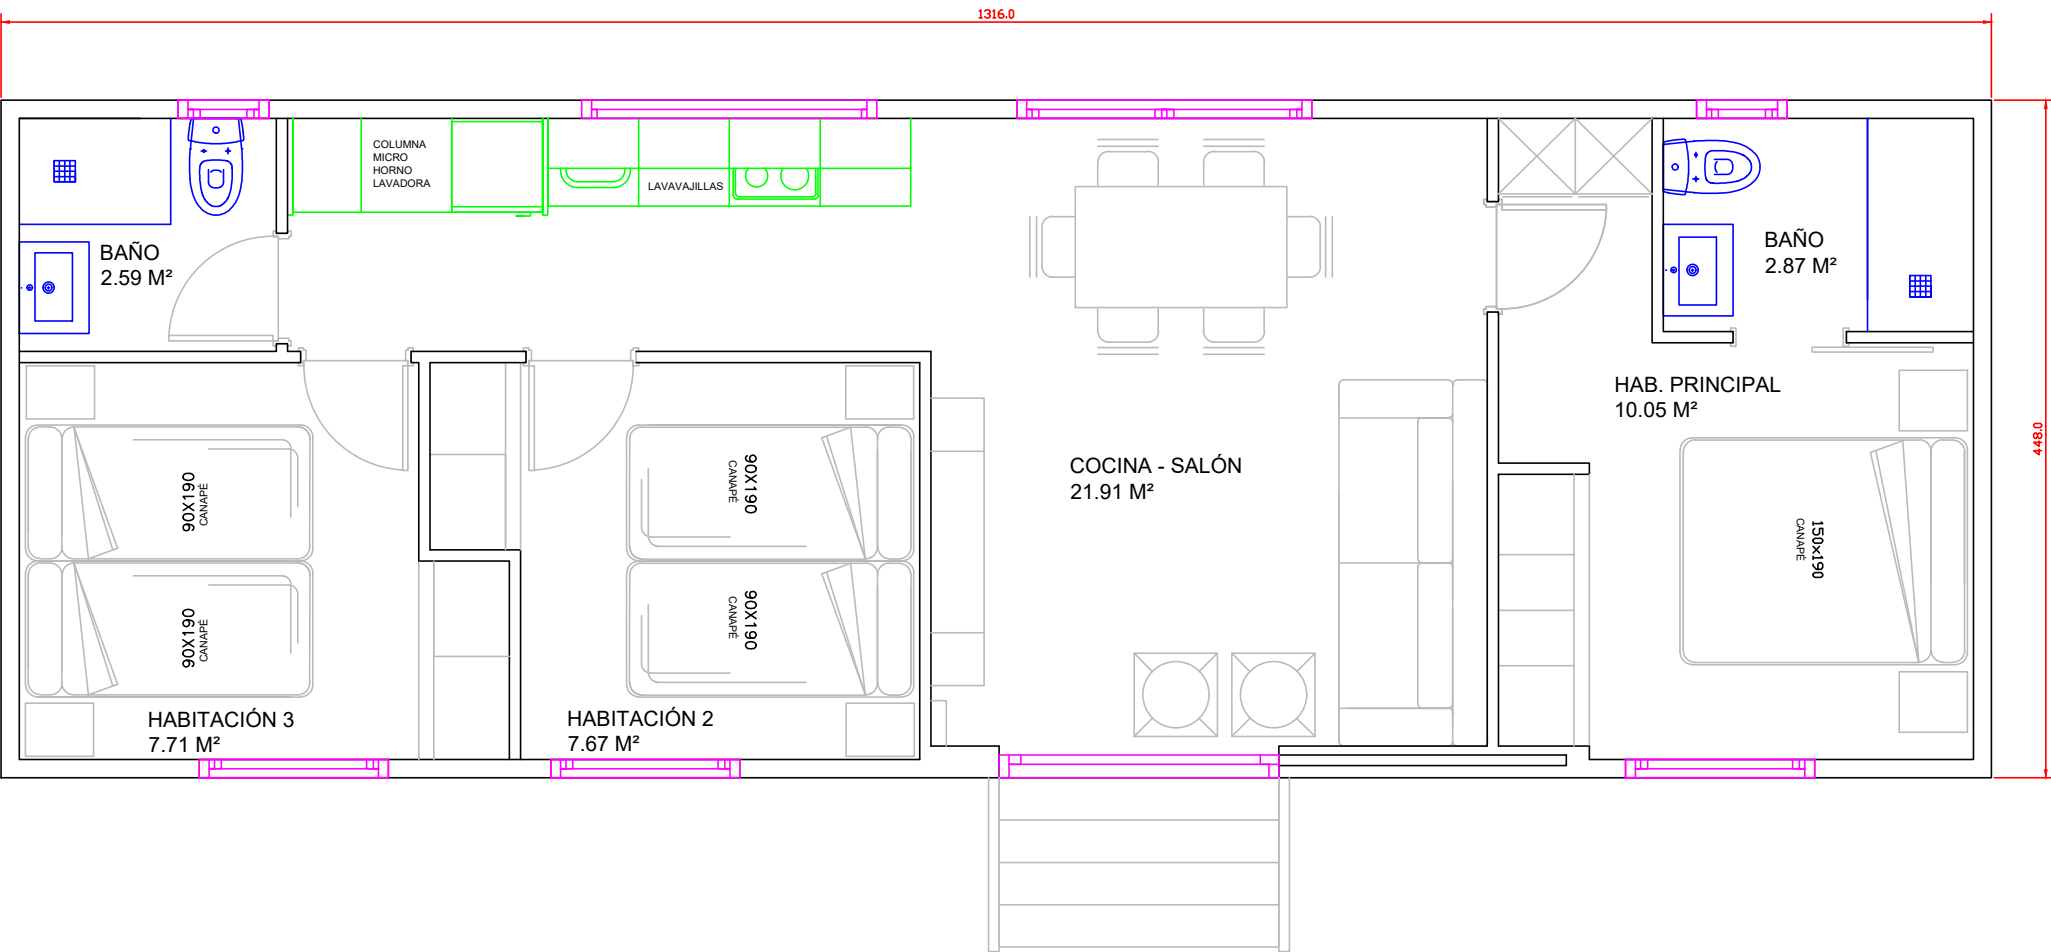 1316.0
COLUMNA
MICRO
HORNO
LAVADORA
LAVAVAJILLAS
BAÑO
2.59 M²
BAÑO
2.87 M²
HAB. PRINCIPAL
10.05 M²
448.0
COCINA - SALÓN
21.91 M²
90X190
CANAPÉ
90X190
CANAPÉ
150x190
CANAPÉ
90X190
CANAPÉ
90X190
CANAPÉ
HABITACIÓN 3
7.71 M²
HABITACIÓN 2
7.67 M²